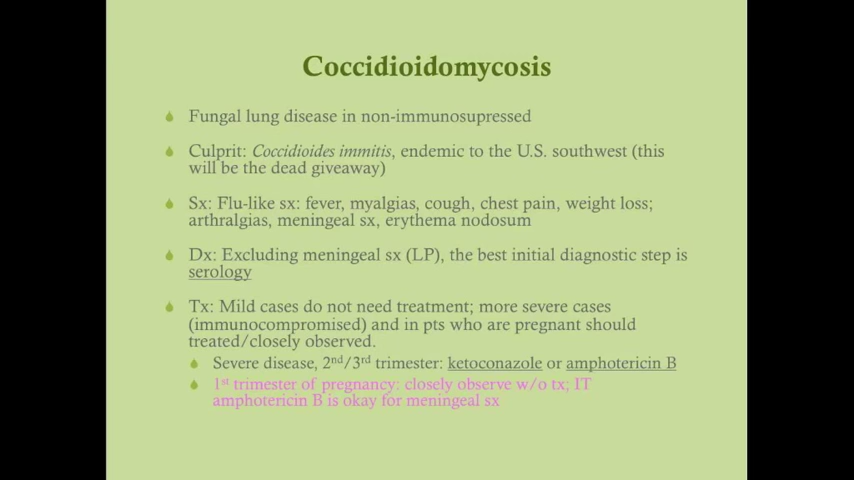 Coccidioidomycosis
Fungal lung disease in non-immunosupressed
Culprit: Coccidioides immitis, endemic to the U.S. southwest (this
will be the dead giveaway)
Sx: Flu-like sx: fever, myalgias, cough, chest pain, weight loss;
arthralgias, meningeal sx, erythema nodosum
Dx: Excluding meningeal sx (LP), the best initial diagnostic step is
serology
Tx: Mild cases do not need treatment; more severe cases
(immunocompromised) and in pts who are pregnant should
treated/closely observed.
Severe disease, 2nd/3rd trimester: ketoconazole or amphotericin B
1st trimester of pregnancy: closely observe w/o tx; IT
amphotericin B is okay for meningeal sx